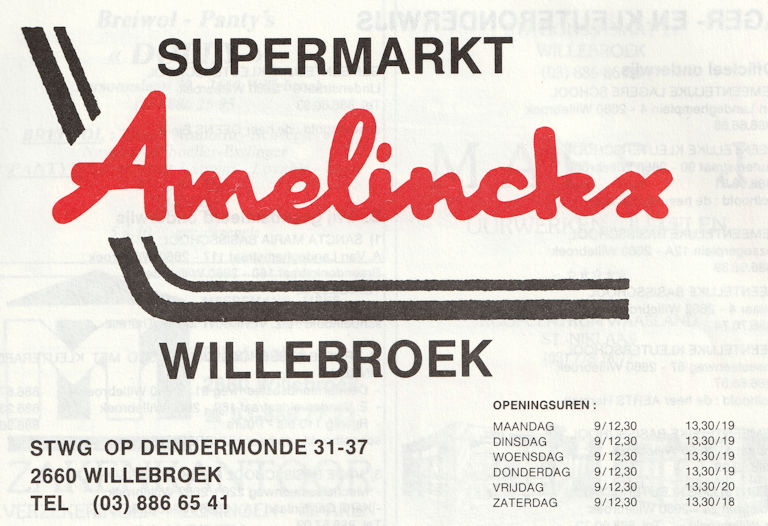 SUPERMARKT
Amelinckx
WILLEBROEK
OPENINGSUREN :
MAANDAG 9/12,30 13,30/19
DINSDAG 9/12,30 13,30/19
WOENSDAG 9/12,30 13,30/19
DONDERDAG 9/12,30 13,30/19
VRIJDAG 9/12,30 13,30/20
ZATERDAG 9/12,30 13,30/18
STWG OP DENDERMONDE 31-37
2660 WILLEBROEK
TEL (03) 886 65 41